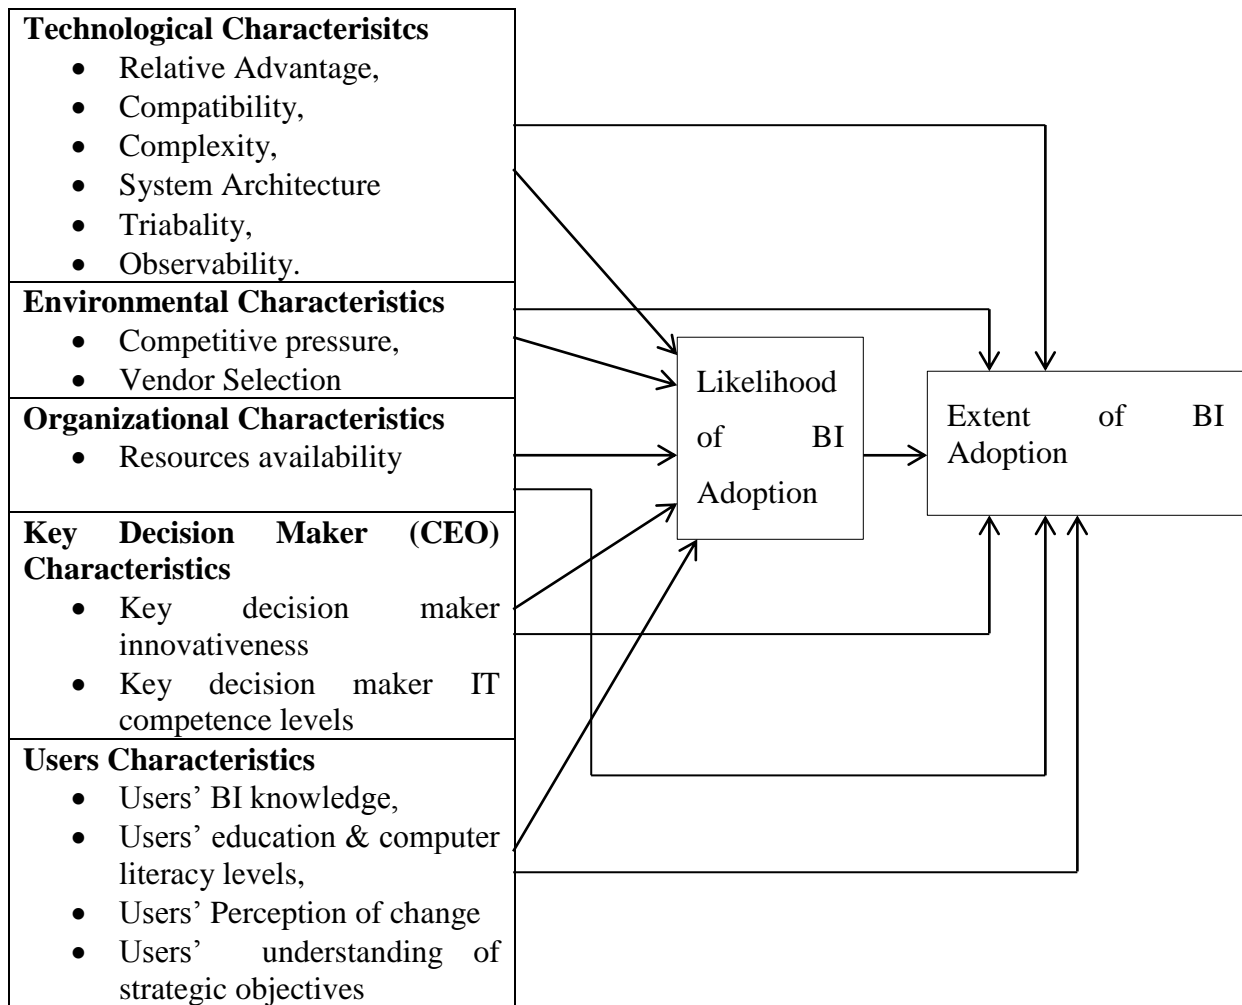 Technological Characterisitcs
• Relative Advantage,
• Compatibility,
• Complexity,
• System Architecture
• Triabality,
• Observability.
Environmental Characteristics
• Competitive pressure,
• Vendor Selection
Organizational Characteristics
• Resources availability
Key Decision Maker (CEO)
Characteristics
• Key decision maker
innovativeness
• Key decision maker IT
competence levels
Users Characteristics
• Users’ BI knowledge,
• Users’ education & computer
literacy levels,
• Users’ Perception of change
• Users’ understanding of
strategic objectives
Likelihood
of BI
Adoption
Extent of BI
Adoption